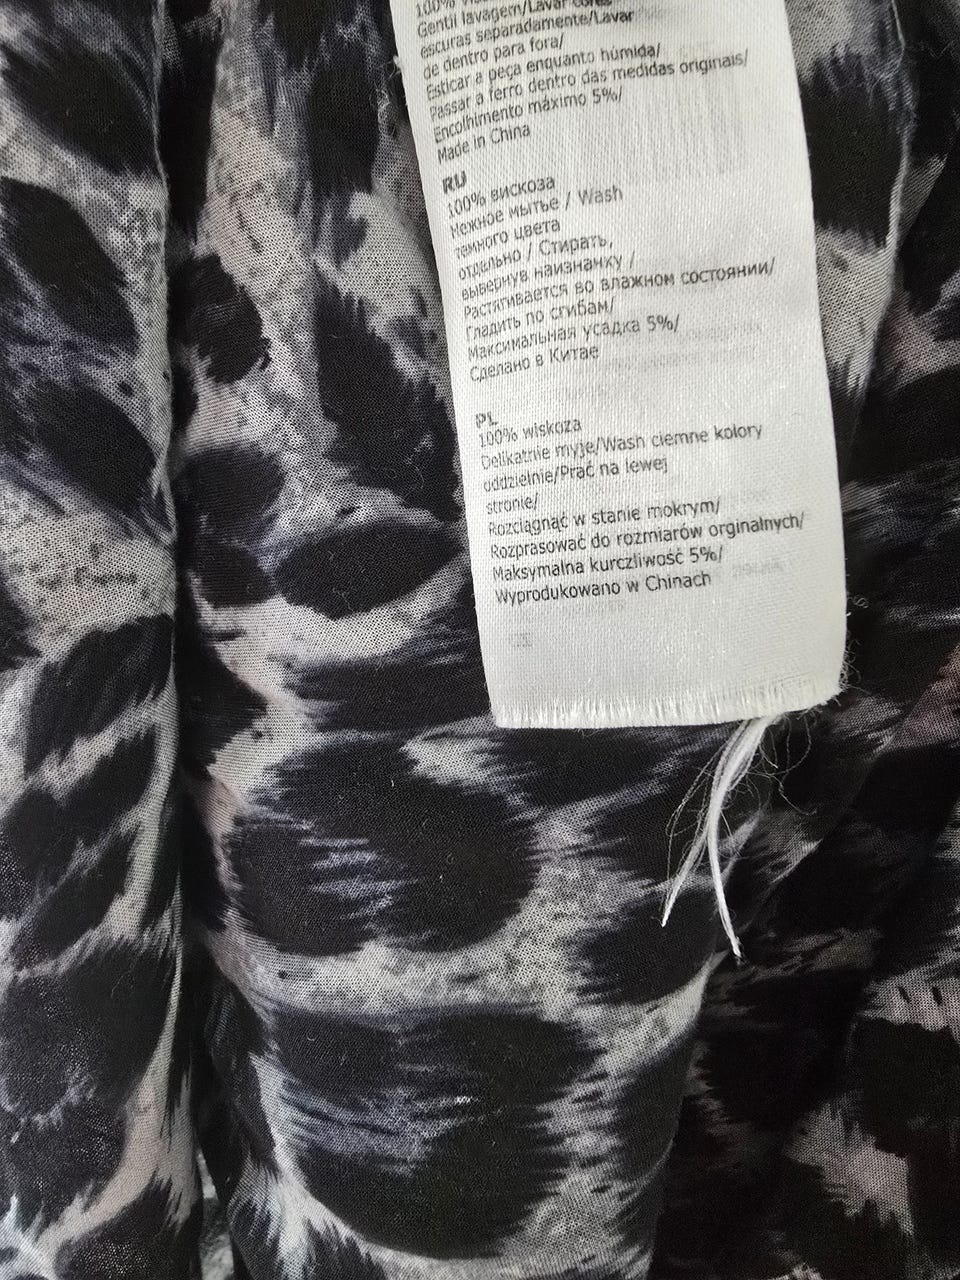 100%
Gentil lavagem/Lavar cores
escuras separadamente/Lavar
de dentro para fora/
Esticar a peça enquanto húmida/
Passar a ferro dentro das medidas originais/
Encolhimento máximo 5%/
Made in China
RU
100% вискоза
Нежное мытье / Wash
темного цвета
отдельно / Стирать,
вывернув наизнанку /
Растягивается во влажном состоянии/
Гладить по сгибам/
Максимальная усадка 5%/
Сделано в Китае
PL
100% wiskoza
Delikatnie myje/Wash ciemne kolory
oddzielnie/Prać na lewej
stronie/
Rozciągnąć w stanie mokrym/
Rozprasować do rozmiarów orginalnych/
Maksymalna kurczliwość 5%/
Wyprodukowano w Chinach